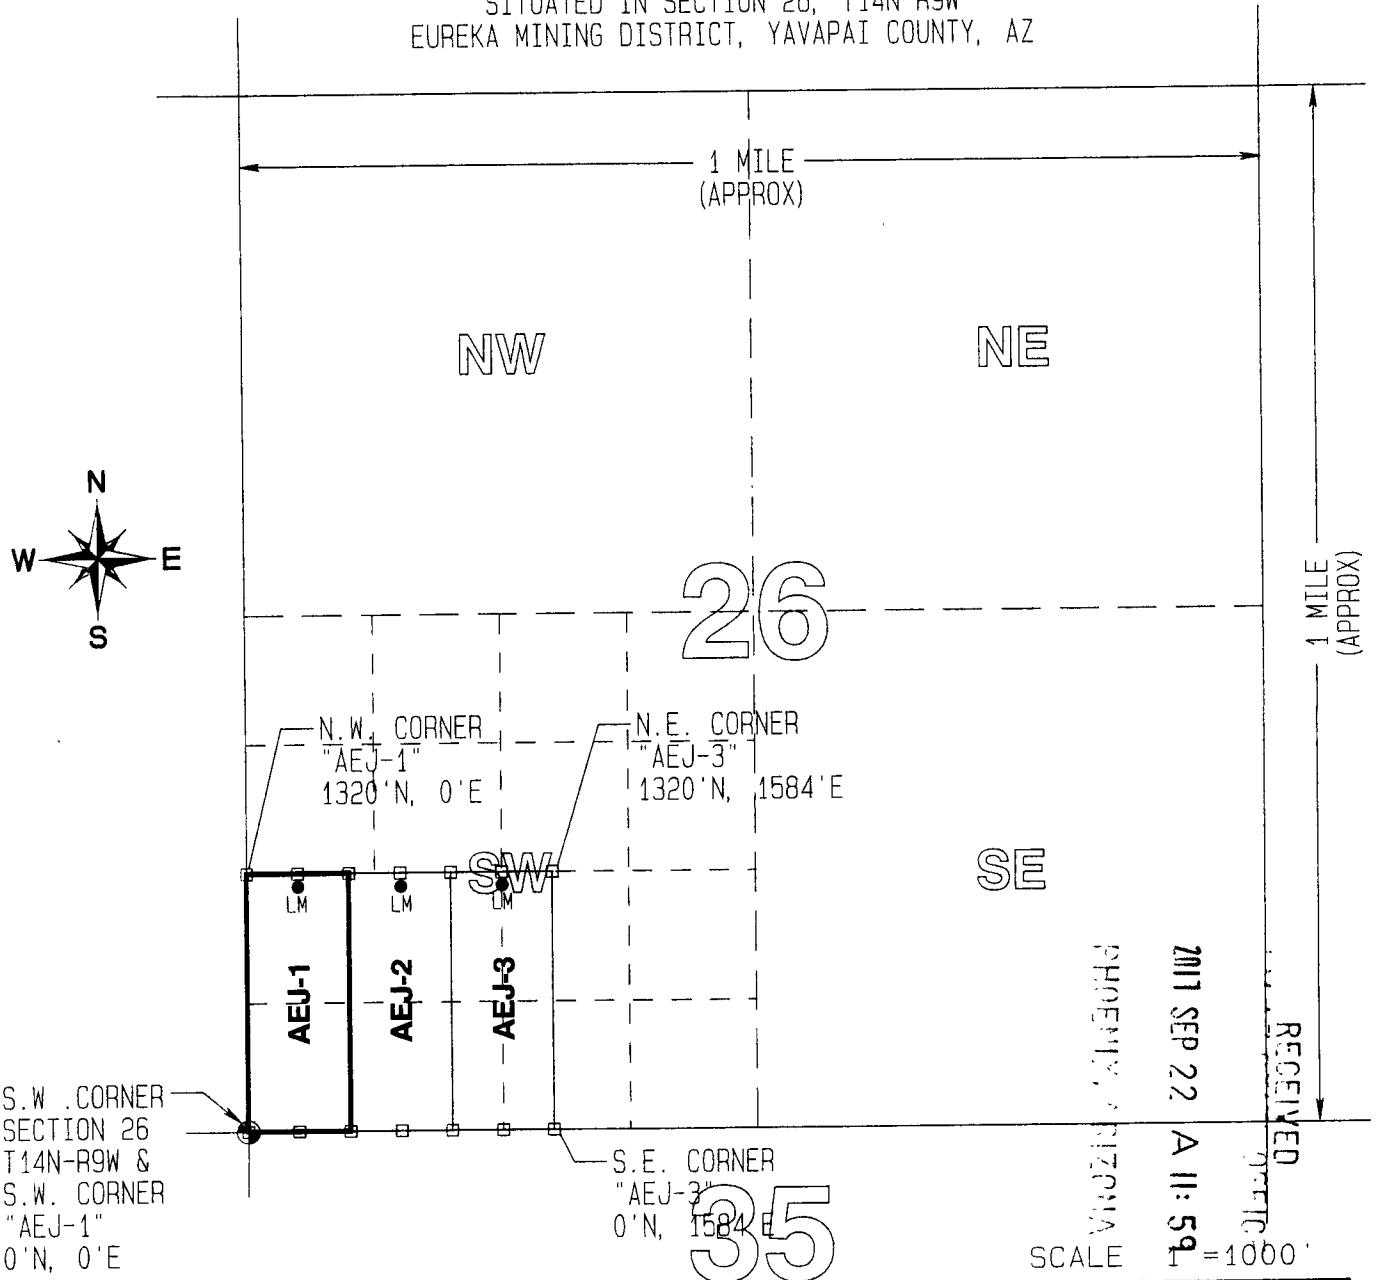 SITUATED IN SECTION 26, T14N-R9W
EUREKA MINING DISTRICT, YAVAPAI COUNTY, AZ
1 MILE
(APPROX)
NW
NE
N
W
E
S
26
1 MILE
(APPROX)
N.W. CORNER
"AEJ-1"
1320'N, 0'E
N.E. CORNER
"AEJ-3"
1320'N, 1584'E
SW
SE
LM
LM
LM
AEJ-1
AEJ-2
AEJ-3
S.W .CORNER
SECTION 26
T14N-R9W &
S.W. CORNER
"AEJ-1"
0'N, 0'E
S.E. CORNER
"AEJ-3"
0'N, 1584'E
35
RECEIVED
2017 SEP 22 A 11:59
PHOENIX, ARIZONA
SCALE 1"=1000'